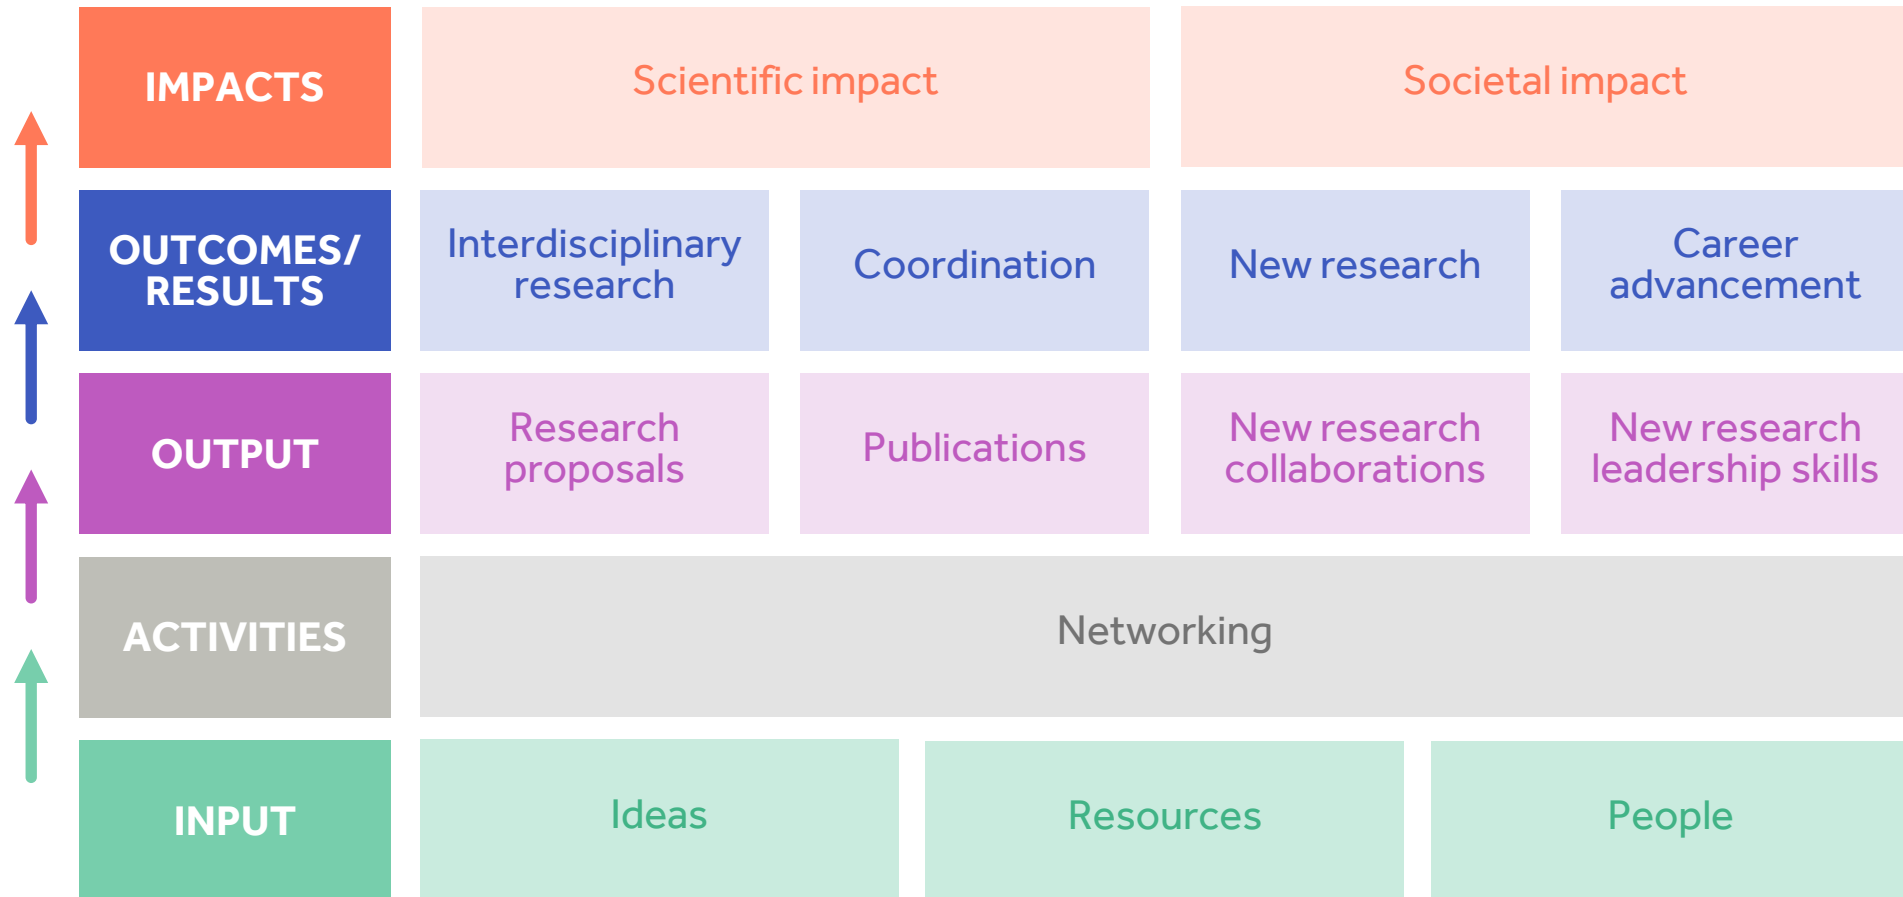 IMPACTS
Scientific impact
Societal impact
OUTCOMES/
RESULTS
Interdisciplinary
research
Coordination
New research
Career
advancement
OUTPUT
Research
proposals
Publications
New research
collaborations
New research
leadership skills
ACTIVITIES
Networking
INPUT
Ideas
Resources
People